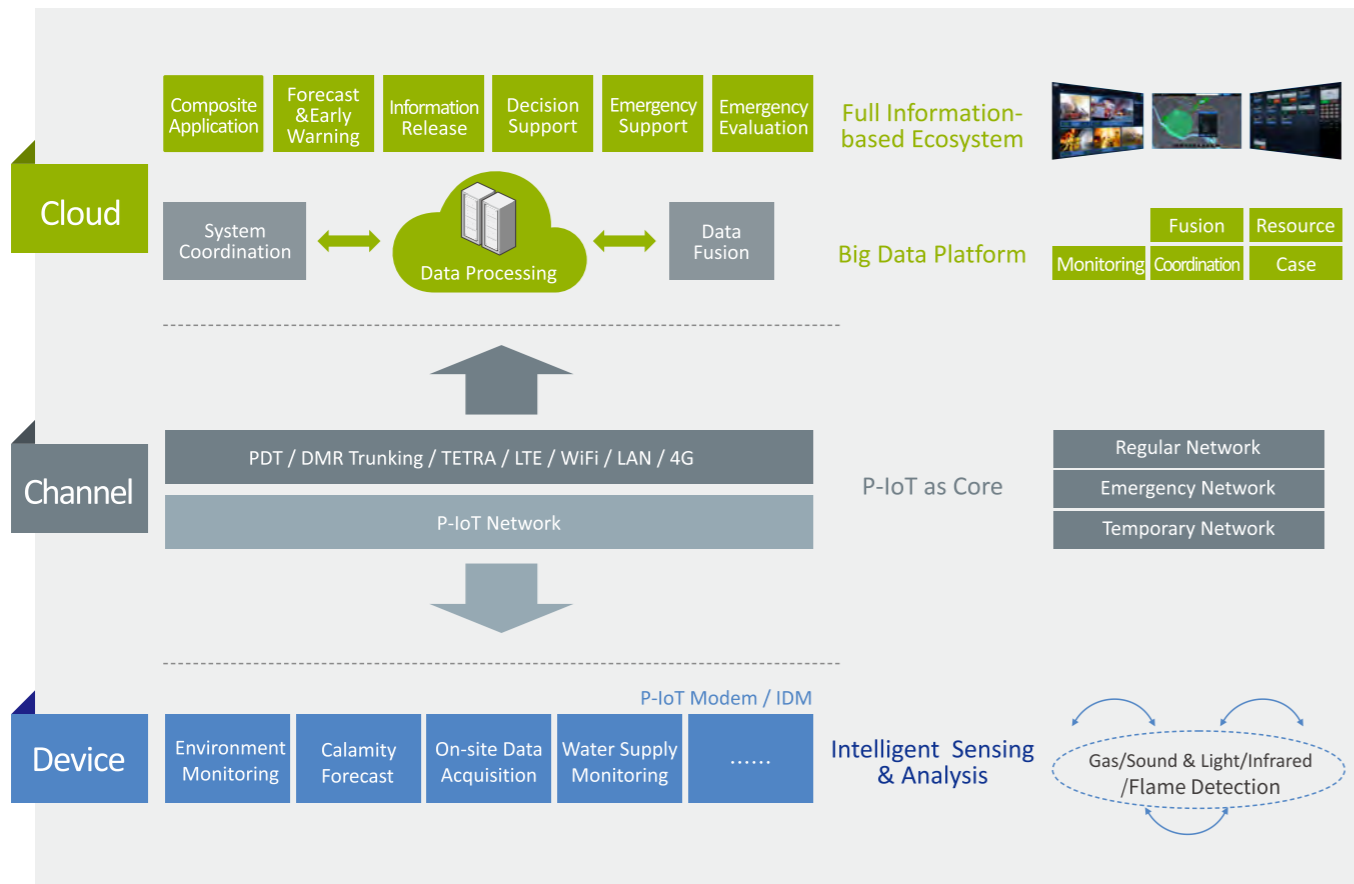 Composite
Application
Forecast
&Early
Warning
Information
Release
Decision
Support
Emergency
Support
Emergency
Evaluation
Full Information-
based Ecosystem
Cloud
System
Coordination
Data Processing
Data
Fusion
Big Data Platform
Fusion
Resource
Monitoring
Coordination
Case
Channel
PDT / DMR Trunking / TETRA / LTE / WiFi / LAN / 4G
P-IoT Network
P-IoT as Core
Regular Network
Emergency Network
Temporary Network
P-IoT Modem / IDM
Device
Environment
Monitoring
Calamity
Forecast
On-site Data
Acquisition
Water Supply
Monitoring
······
Intelligent Sensing
& Analysis
Gas/Sound & Light/Infrared
/Flame Detection